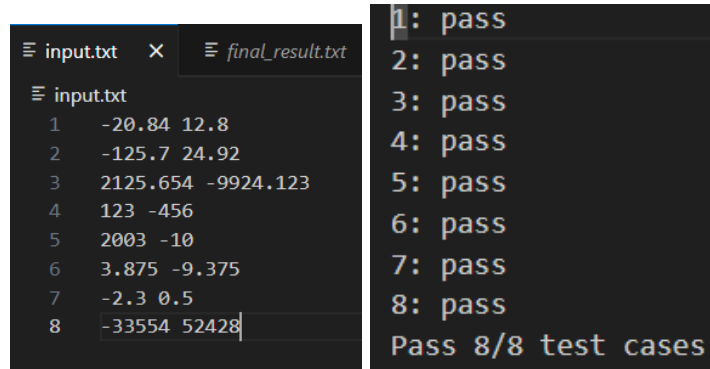 input.txt × final_result.txt
input.txt
1 -20.84 12.8
2 -125.7 24.92
3 2125.654 -9924.123
4 123 -456
5 2003 -10
6 3.875 -9.375
7 -2.3 0.5
8 -33554 52428
1: pass
2: pass
3: pass
4: pass
5: pass
6: pass
7: pass
8: pass
Pass 8/8 test cases